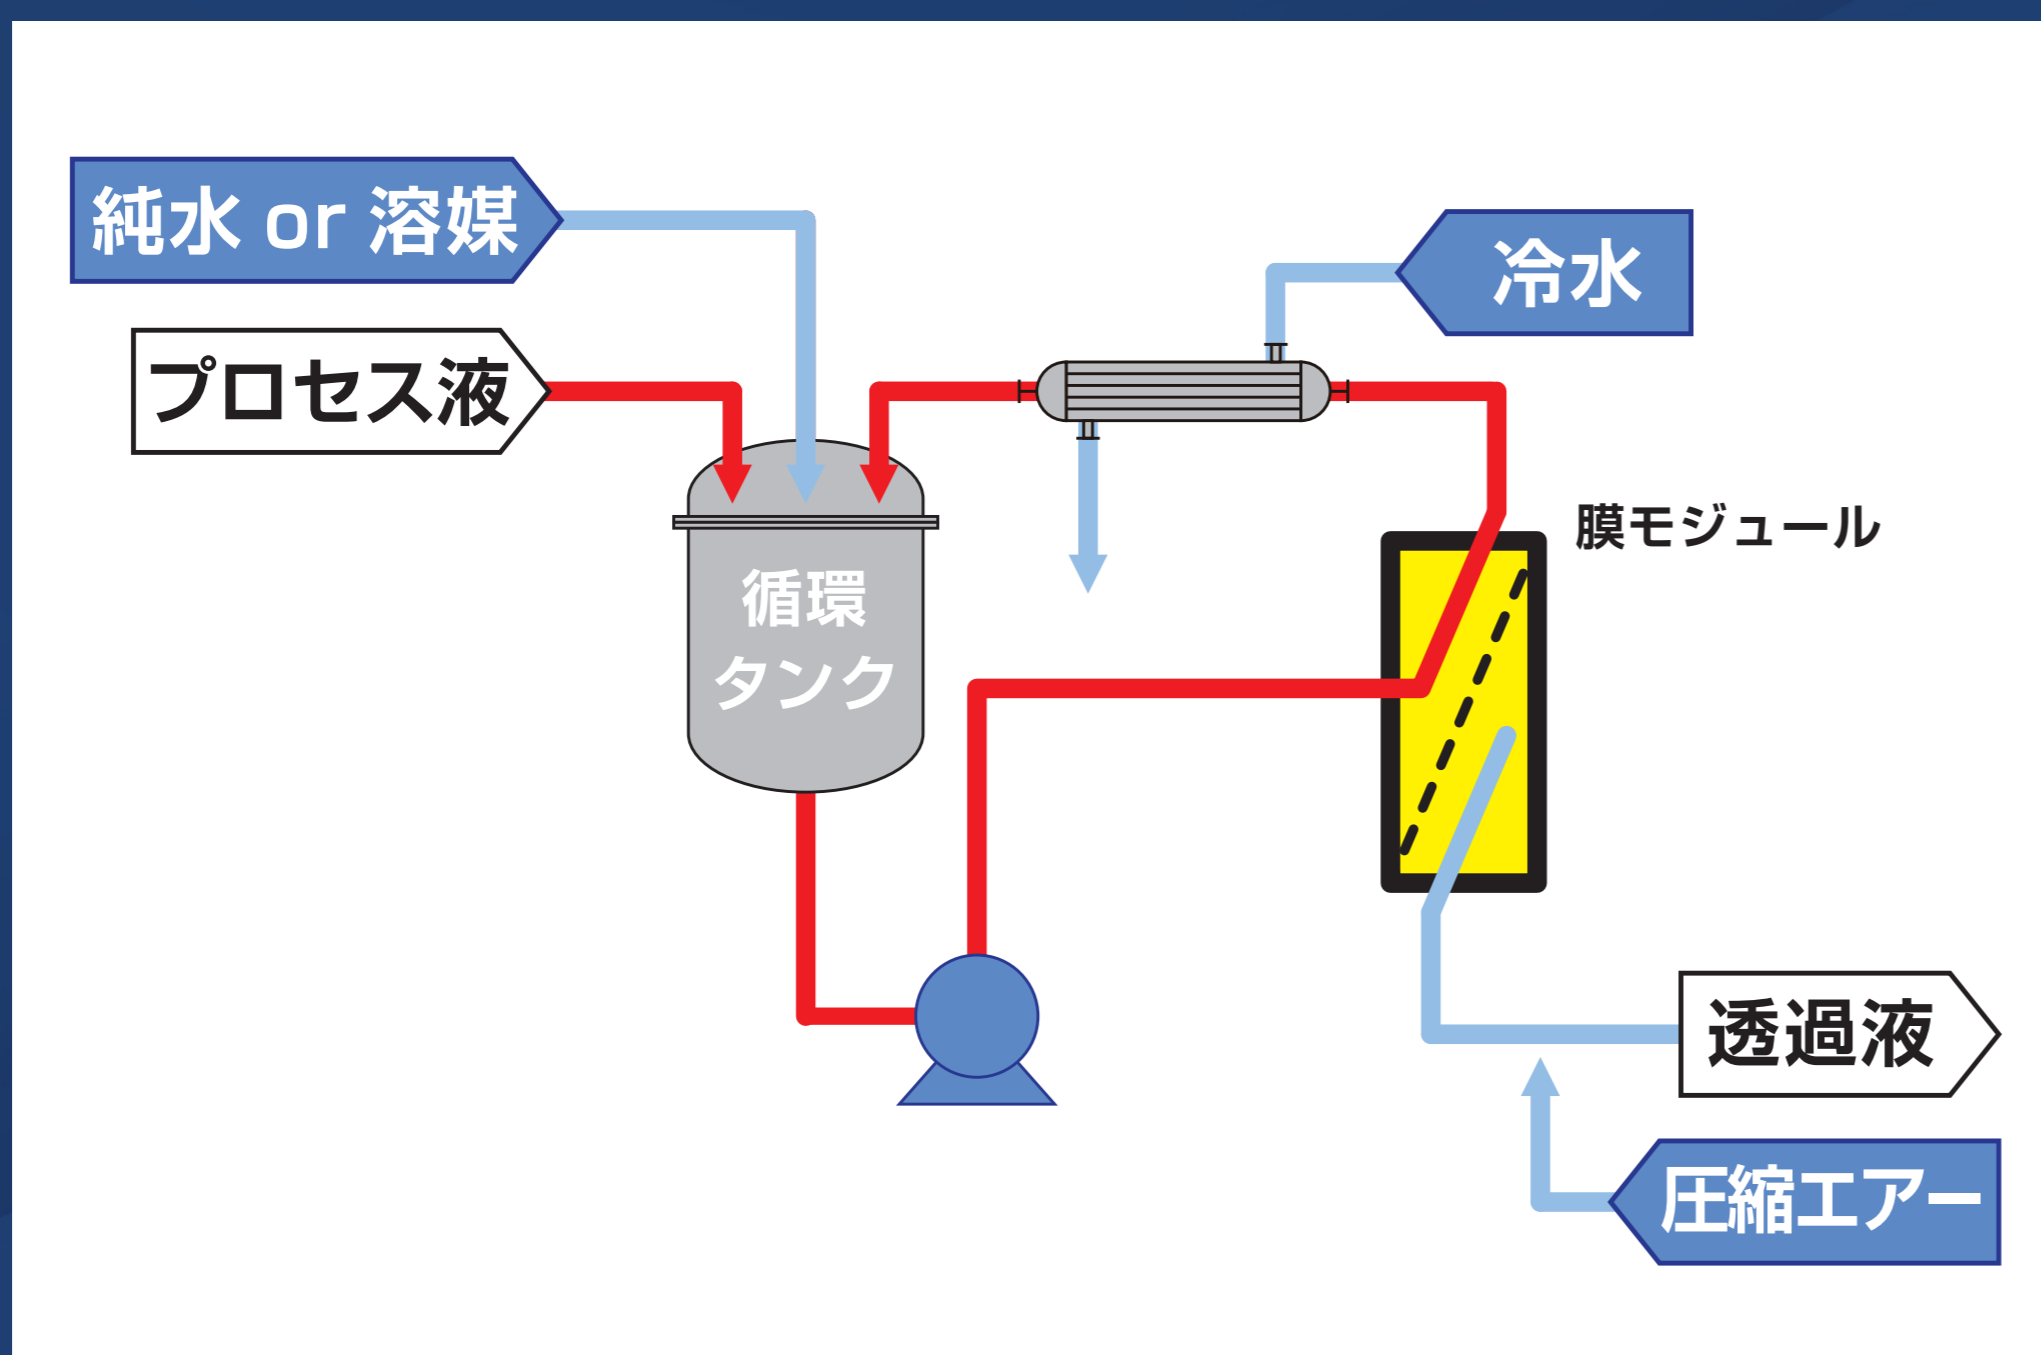 純水 or 溶媒
冷水
プロセス液
膜モジュール
循環
タンク
透過液
圧縮エアー